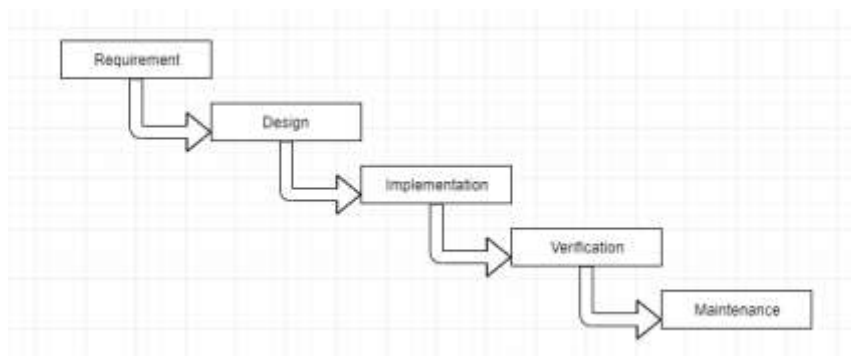 Requirement
Design
Implementation
Verification
Maintenance